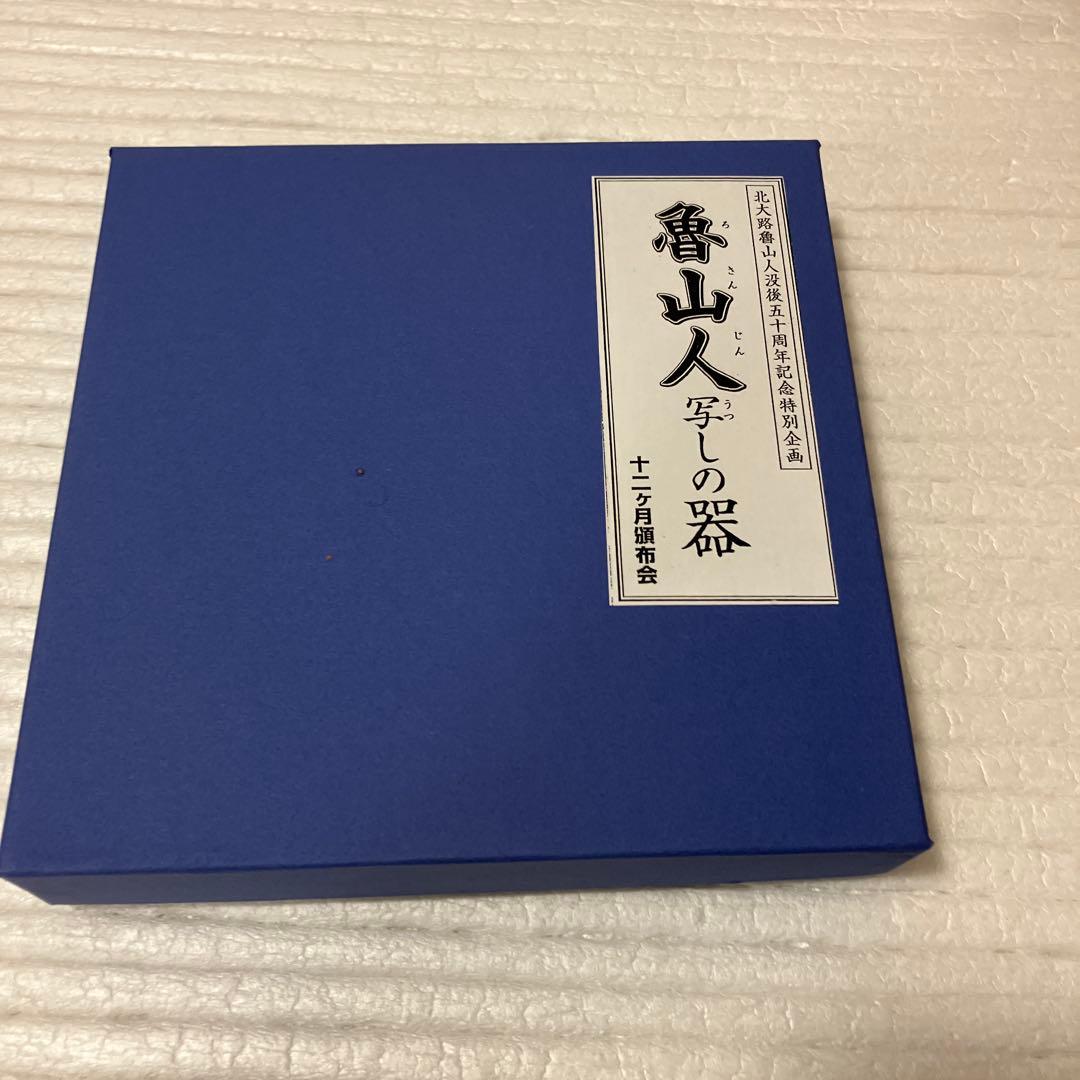 北大路魯山人没後五十周年記念特別企画
魯山人写しの器
ろさんじんうつ
十二ヶ月頒布会